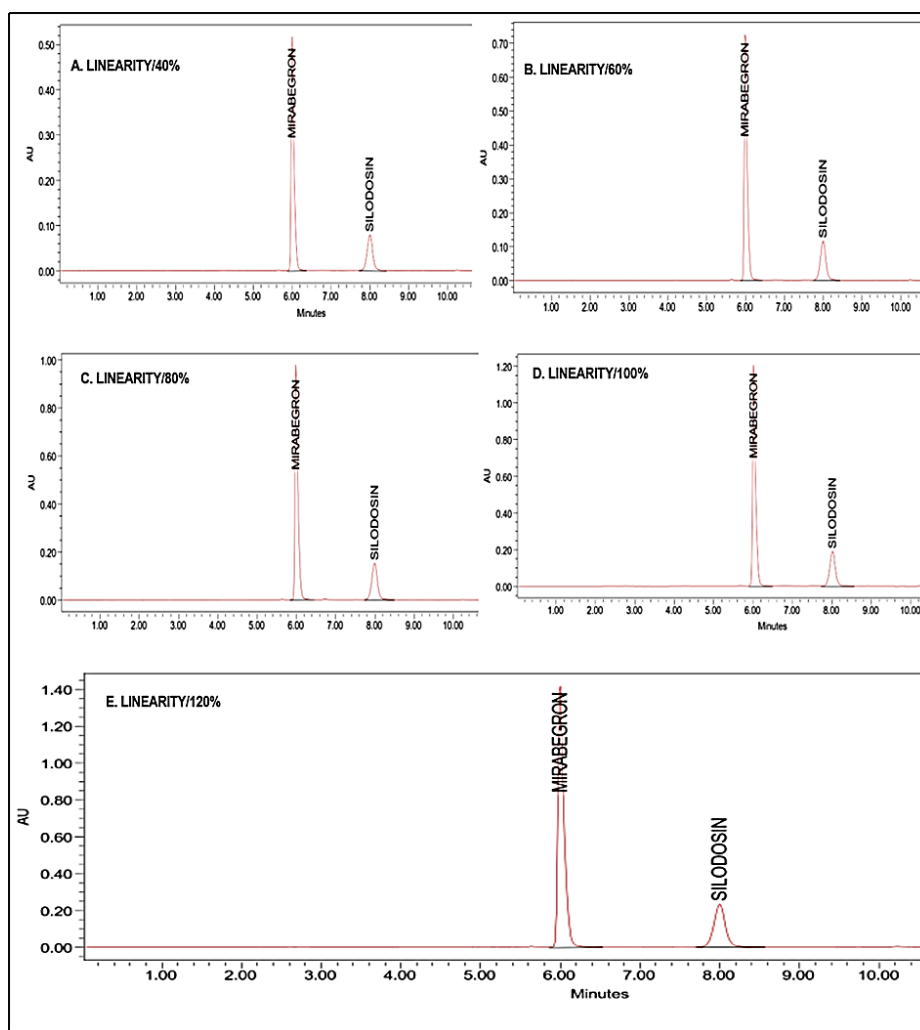 A. LINEARITY/40%
AU
0.50
0.40
0.30
0.20
0.10
0.00
MIRABEGRON
SILODOSIN
1.00 2.00 3.00 4.00 5.00 6.00 7.00 8.00 9.00 10.00
Minutes
B. LINEARITY/60%
AU
0.70
0.60
0.50
0.40
0.30
0.20
0.10
0.00
MIRABEGRON
SILODOSIN
1.00 2.00 3.00 4.00 5.00 6.00 7.00 8.00 9.00 10.00
Minutes
C. LINEARITY/80%
AU
1.00
0.80
0.60
0.40
0.20
0.00
MIRABEGRON
SILODOSIN
1.00 2.00 3.00 4.00 5.00 6.00 7.00 8.00 9.00 10.00
Minutes
D. LINEARITY/100%
AU
1.20
1.00
0.80
0.60
0.40
0.20
0.00
MIRABEGRON
SILODOSIN
1.00 2.00 3.00 4.00 5.00 6.00 7.00 8.00 9.00 10.00
Minutes
E. LINEARITY/120%
AU
1.40
1.20
1.00
0.80
0.60
0.40
0.20
0.00
MIRABEGRON
SILODOSIN
1.00 2.00 3.00 4.00 5.00 6.00 7.00 8.00 9.00 10.00
Minutes